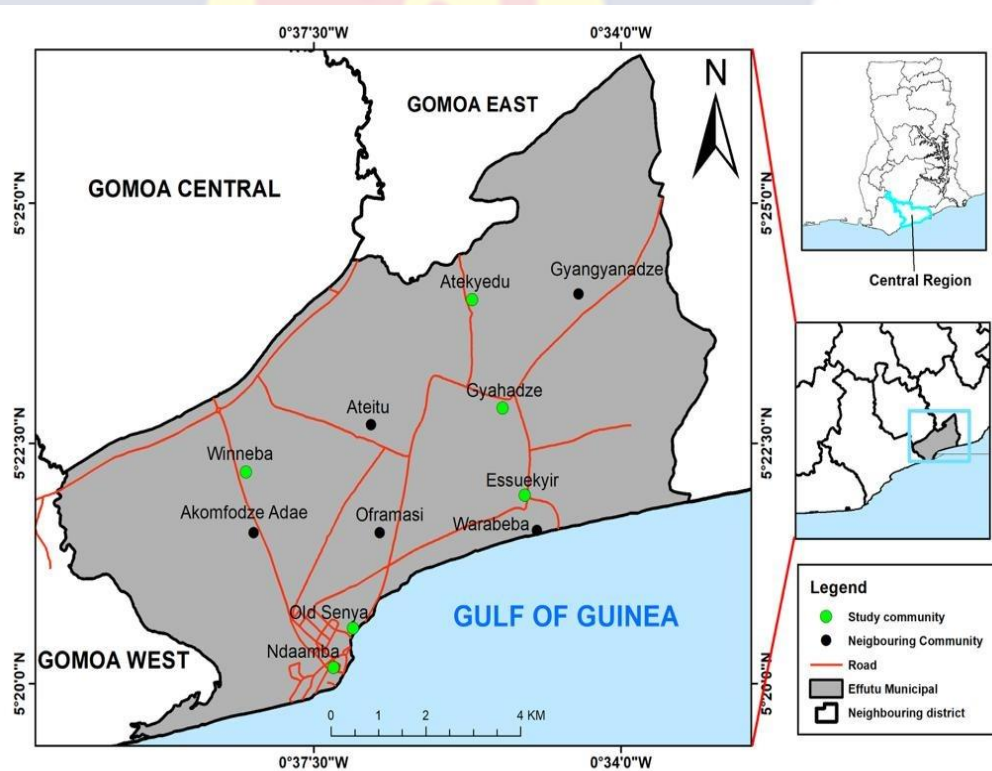 0°37'30"W
0°34'0"W
N
GOMOA EAST
GOMOA CENTRAL
5°25'0"N
5°25'0"N
Central Region
Atekyedu
Gyangyanadze
Gyahadze
Ateitu
5°22'30"N
5°22'30"N
Winneba
Essuekyir
Akomfodze Adae
Oframasi
Warabeba
Old Senya
GULF OF GUINEA
Ndaamba
GOMOA WEST
5°20'0"N
5°20'0"N
0 1 2 4 KM
0°37'30"W
0°34'0"W
Legend
Study community
Neigbouring Community
Road
Effutu Municipal
Neighbouring district